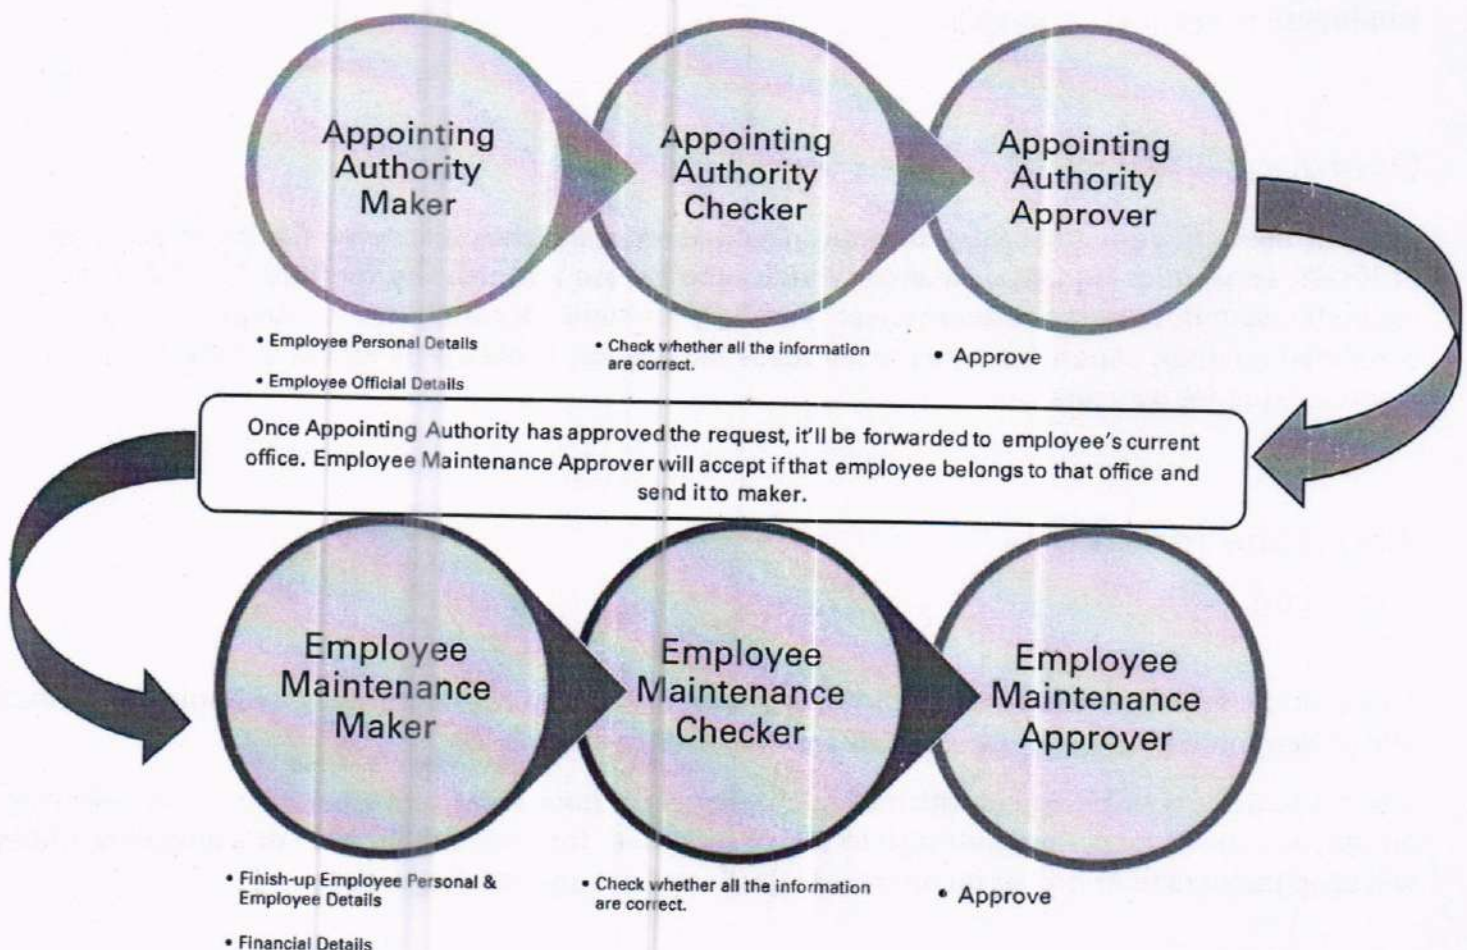 Appointing
Authority
Maker
Appointing
Authority
Checker
Appointing
Authority
Approver
• Employee Personal Details
• Employee Official Details
• Check whether all the information
are correct.
• Approve
Once Appointing Authority has approved the request, it'll be forwarded to employee's current
office. Employee Maintenance Approver will accept if that employee belongs to that office and
send it to maker.
Employee
Maintenance
Maker
Employee
Maintenance
Checker
Employee
Maintenance
Approver
• Finish-up Employee Personal &
Employee Details
• Financial Details
• Check whether all the information
are correct.
• Approve